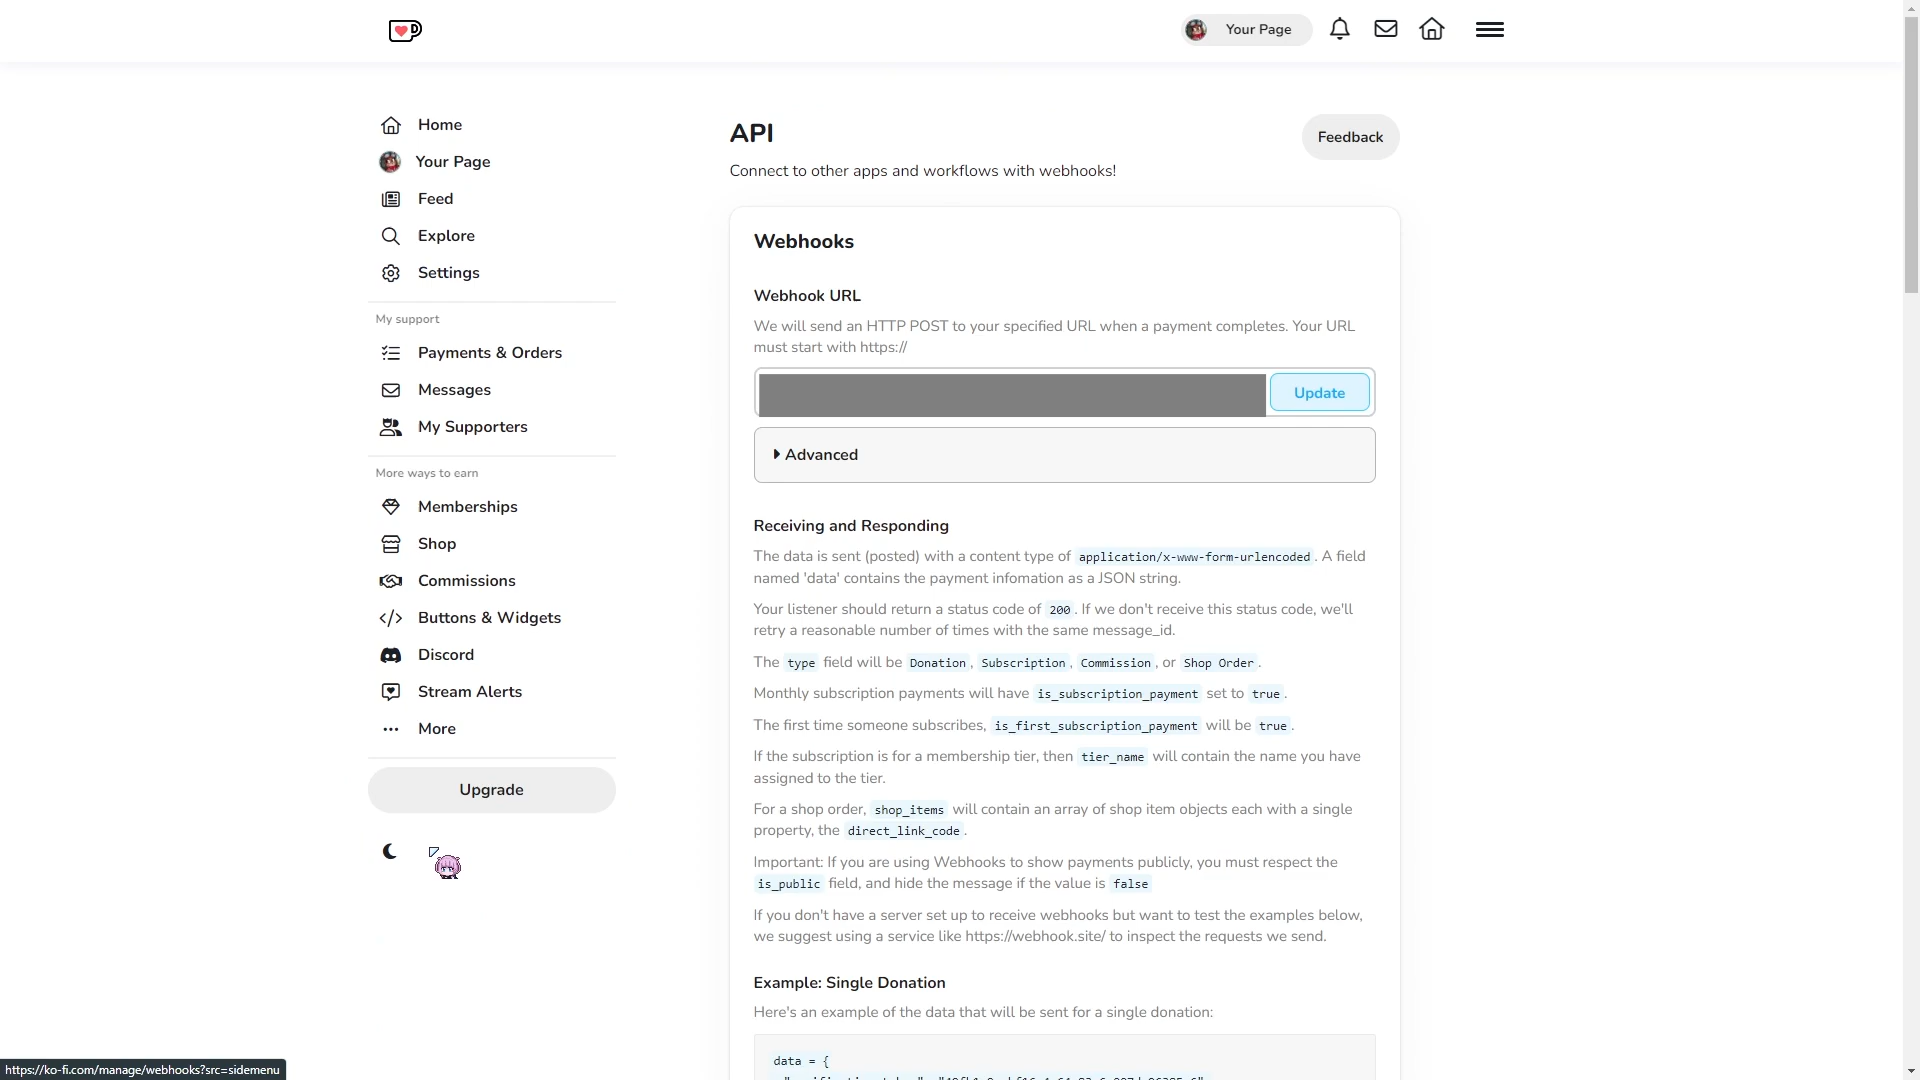 Your Page
Home
Your Page
Feed
Explore
Settings
My support
Payments & Orders
Messages
My Supporters
More ways to earn
Memberships
Shop
Commissions
Buttons & Widgets
Discord
Stream Alerts
More
Upgrade
API
Feedback
Connect to other apps and workflows with webhooks!
Webhooks
Webhook URL
We will send an HTTP POST to your specified URL when a payment completes. Your URL
must start with https://
Update
Advanced
Receiving and Responding
The data is sent (posted) with a content type of application/x-www-form-urlencoded. A field
named 'data' contains the payment infomation as a JSON string.
Your listener should return a status code of 200. If we don't receive this status code, we'll
retry a reasonable number of times with the same message_id.
The type field will be Donation, Subscription, Commission, or Shop Order.
Monthly subscription payments will have is_subscription_payment set to true.
The first time someone subscribes, is_first_subscription_payment will be true.
If the subscription is for a membership tier, then tier_name will contain the name you have
assigned to the tier.
For a shop order, shop_items will contain an array of shop item objects each with a single
property, the direct_link_code.
Important: If you are using Webhooks to show payments publicly, you must respect the
is_public field, and hide the message if the value is false
If you don't have a server set up to receive webhooks but want to test the examples below,
we suggest using a service like https://webhook.site/ to inspect the requests we send.
Example: Single Donation
Here's an example of the data that will be sent for a single donation:
data = {
https://ko-fi.com/manage/webhooks?src=sidemenu